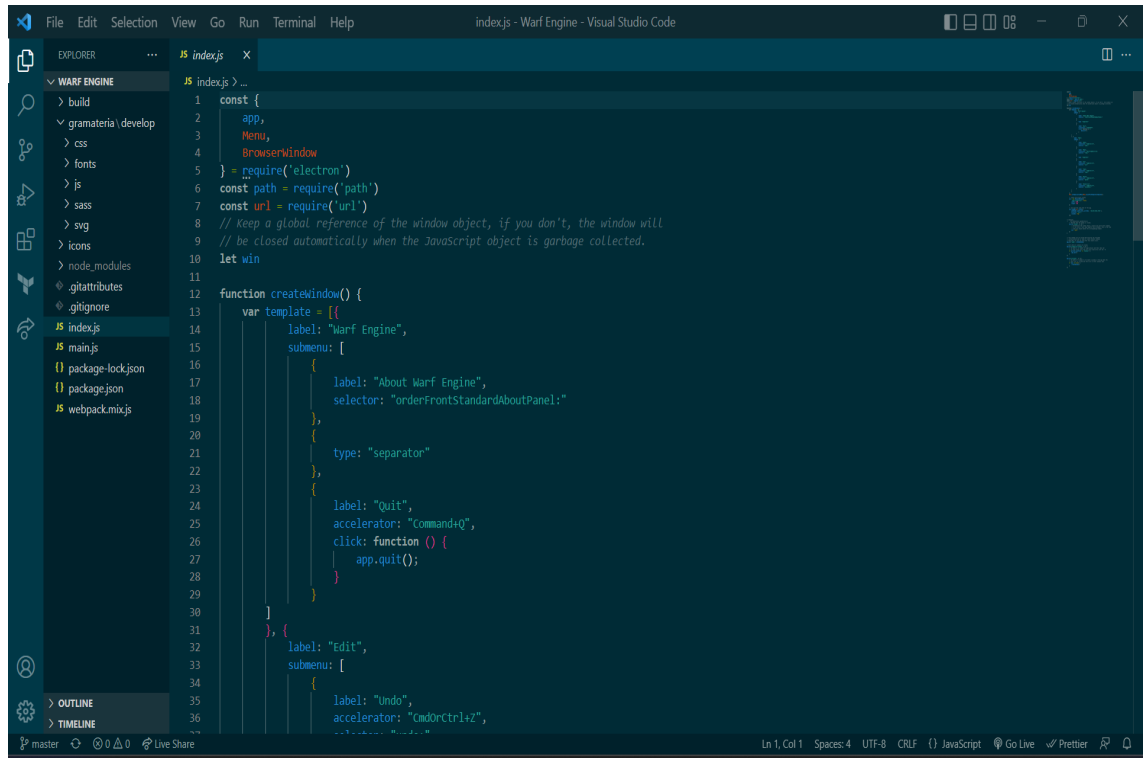 File Edit Selection View Go Run Terminal Help index.js - Warf Engine - Visual Studio Code
EXPLORER ...
WARF ENGINE
build
gramateria \ develop
css
fonts
js
sass
svg
icons
node_modules
.gitattributes
.gitignore
JS index.js
JS main.js
{} package-lock.json
{} package.json
JS webpack.mix.js
OUTLINE
TIMELINE
JS index.js X
JS index.js > ...
1 const {
2 app,
3 Menu,
4 BrowserWindow
5 } = require('electron')
6 const path = require('path')
7 const url = require('url')
8 // Keep a global reference of the window object, if you don't, the window will
9 // be closed automatically when the JavaScript object is garbage collected.
10 let win
11
12 function createWindow() {
13 var template = [{
14 label: "Warf Engine",
15 submenu: [
16 {
17 label: "About Warf Engine",
18 selector: "orderFrontStandardAboutPanel:"
19 },
20 {
21 type: "separator"
22 },
23 {
24 label: "Quit",
25 accelerator: "Command+Q",
26 click: function () {
27 app.quit();
28 }
29 }
30 ]
31 }, {
32 label: "Edit",
33 submenu: [
34 {
35 label: "Undo",
36 accelerator: "CmdOrCtrl+Z",
master 0 0 Live Share Ln 1, Col 1 Spaces: 4 UTF-8 CRLF {} JavaScript Go Live Prettier